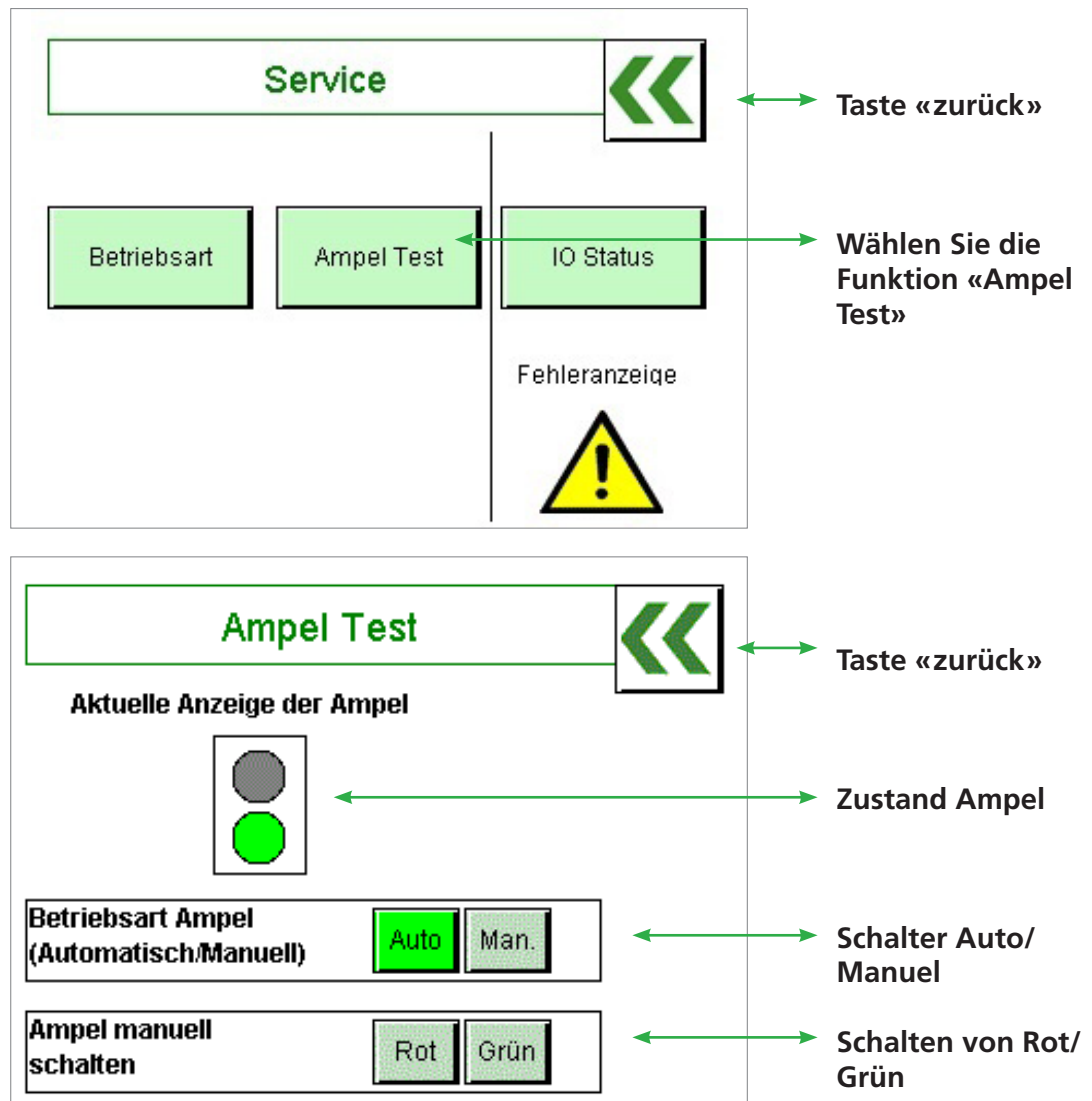 Service
Taste «zurück»
Betriebsart
Ampel Test
IO Status
Wählen Sie die
Funktion «Ampel
Test»
Fehleranzeige
Ampel Test
Taste «zurück»
Aktuelle Anzeige der Ampel
Zustand Ampel
Betriebsart Ampel
(Automatisch/Manuell)
Auto
Man.
Schalter Auto/
Manuel
Ampel manuell
schalten
Rot
Grün
Schalten von Rot/
Grün